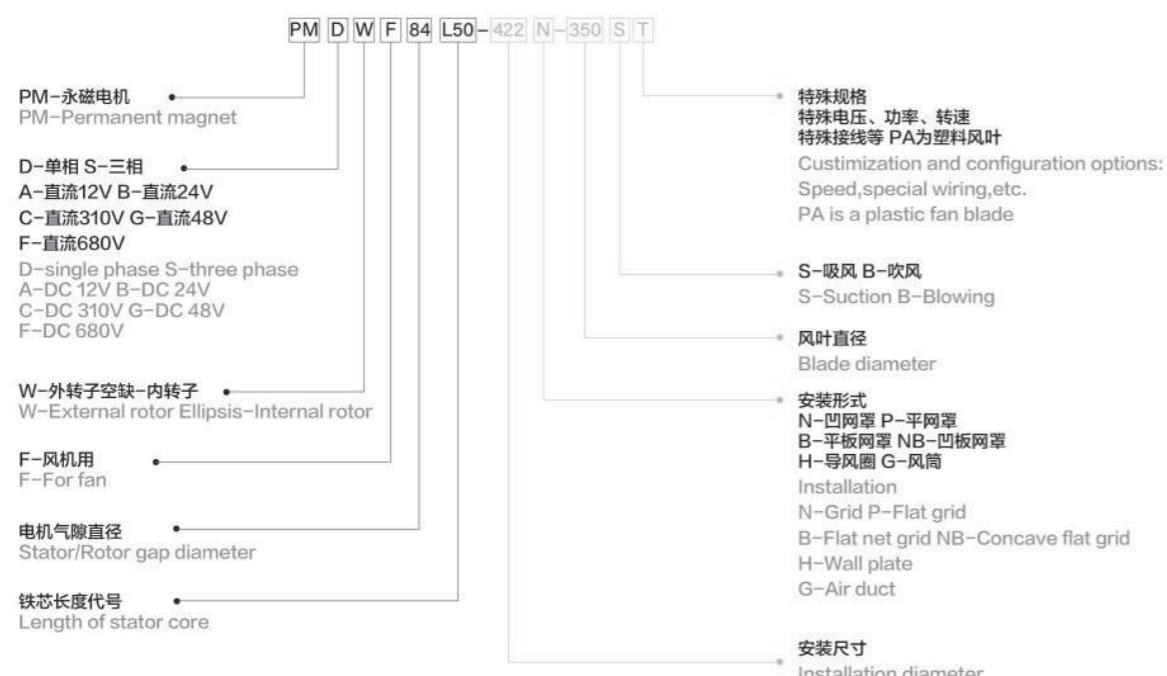 PM D W F 84 L50-422 N-350 S T
PM-永磁电机
PM-Permanent magnet
D-单相 S-三相
A-直流12V B-直流24V
C-直流310V G-直流48V
F-直流680V
D-single phase S-three phase
A-DC 12V B-DC 24V
C-DC 310V G-DC 48V
F-DC 680V
W-外转子空缺-内转子
W-External rotor Ellipsis-Internal rotor
F-风机用
F-For fan
电机气隙直径
Stator/Rotor gap diameter
铁芯长度代号
Length of stator core
特殊规格
特殊电压、功率、转速
特殊接线等 PA为塑料风叶
Custimization and configuration options:
Speed,special wiring,etc.
PA is a plastic fan blade
S-吸风 B-吹风
S-Suction B-Blowing
风叶直径
Blade diameter
安装形式
N-凹网罩 P-平网罩
B-平板网罩 NB-凹板网罩
H-导风圈 G-风筒
Installation
N-Grid P-Flat grid
B-Flat net grid NB-Concave flat grid
H-Wall plate
G-Air duct
安装尺寸
Installation diameter